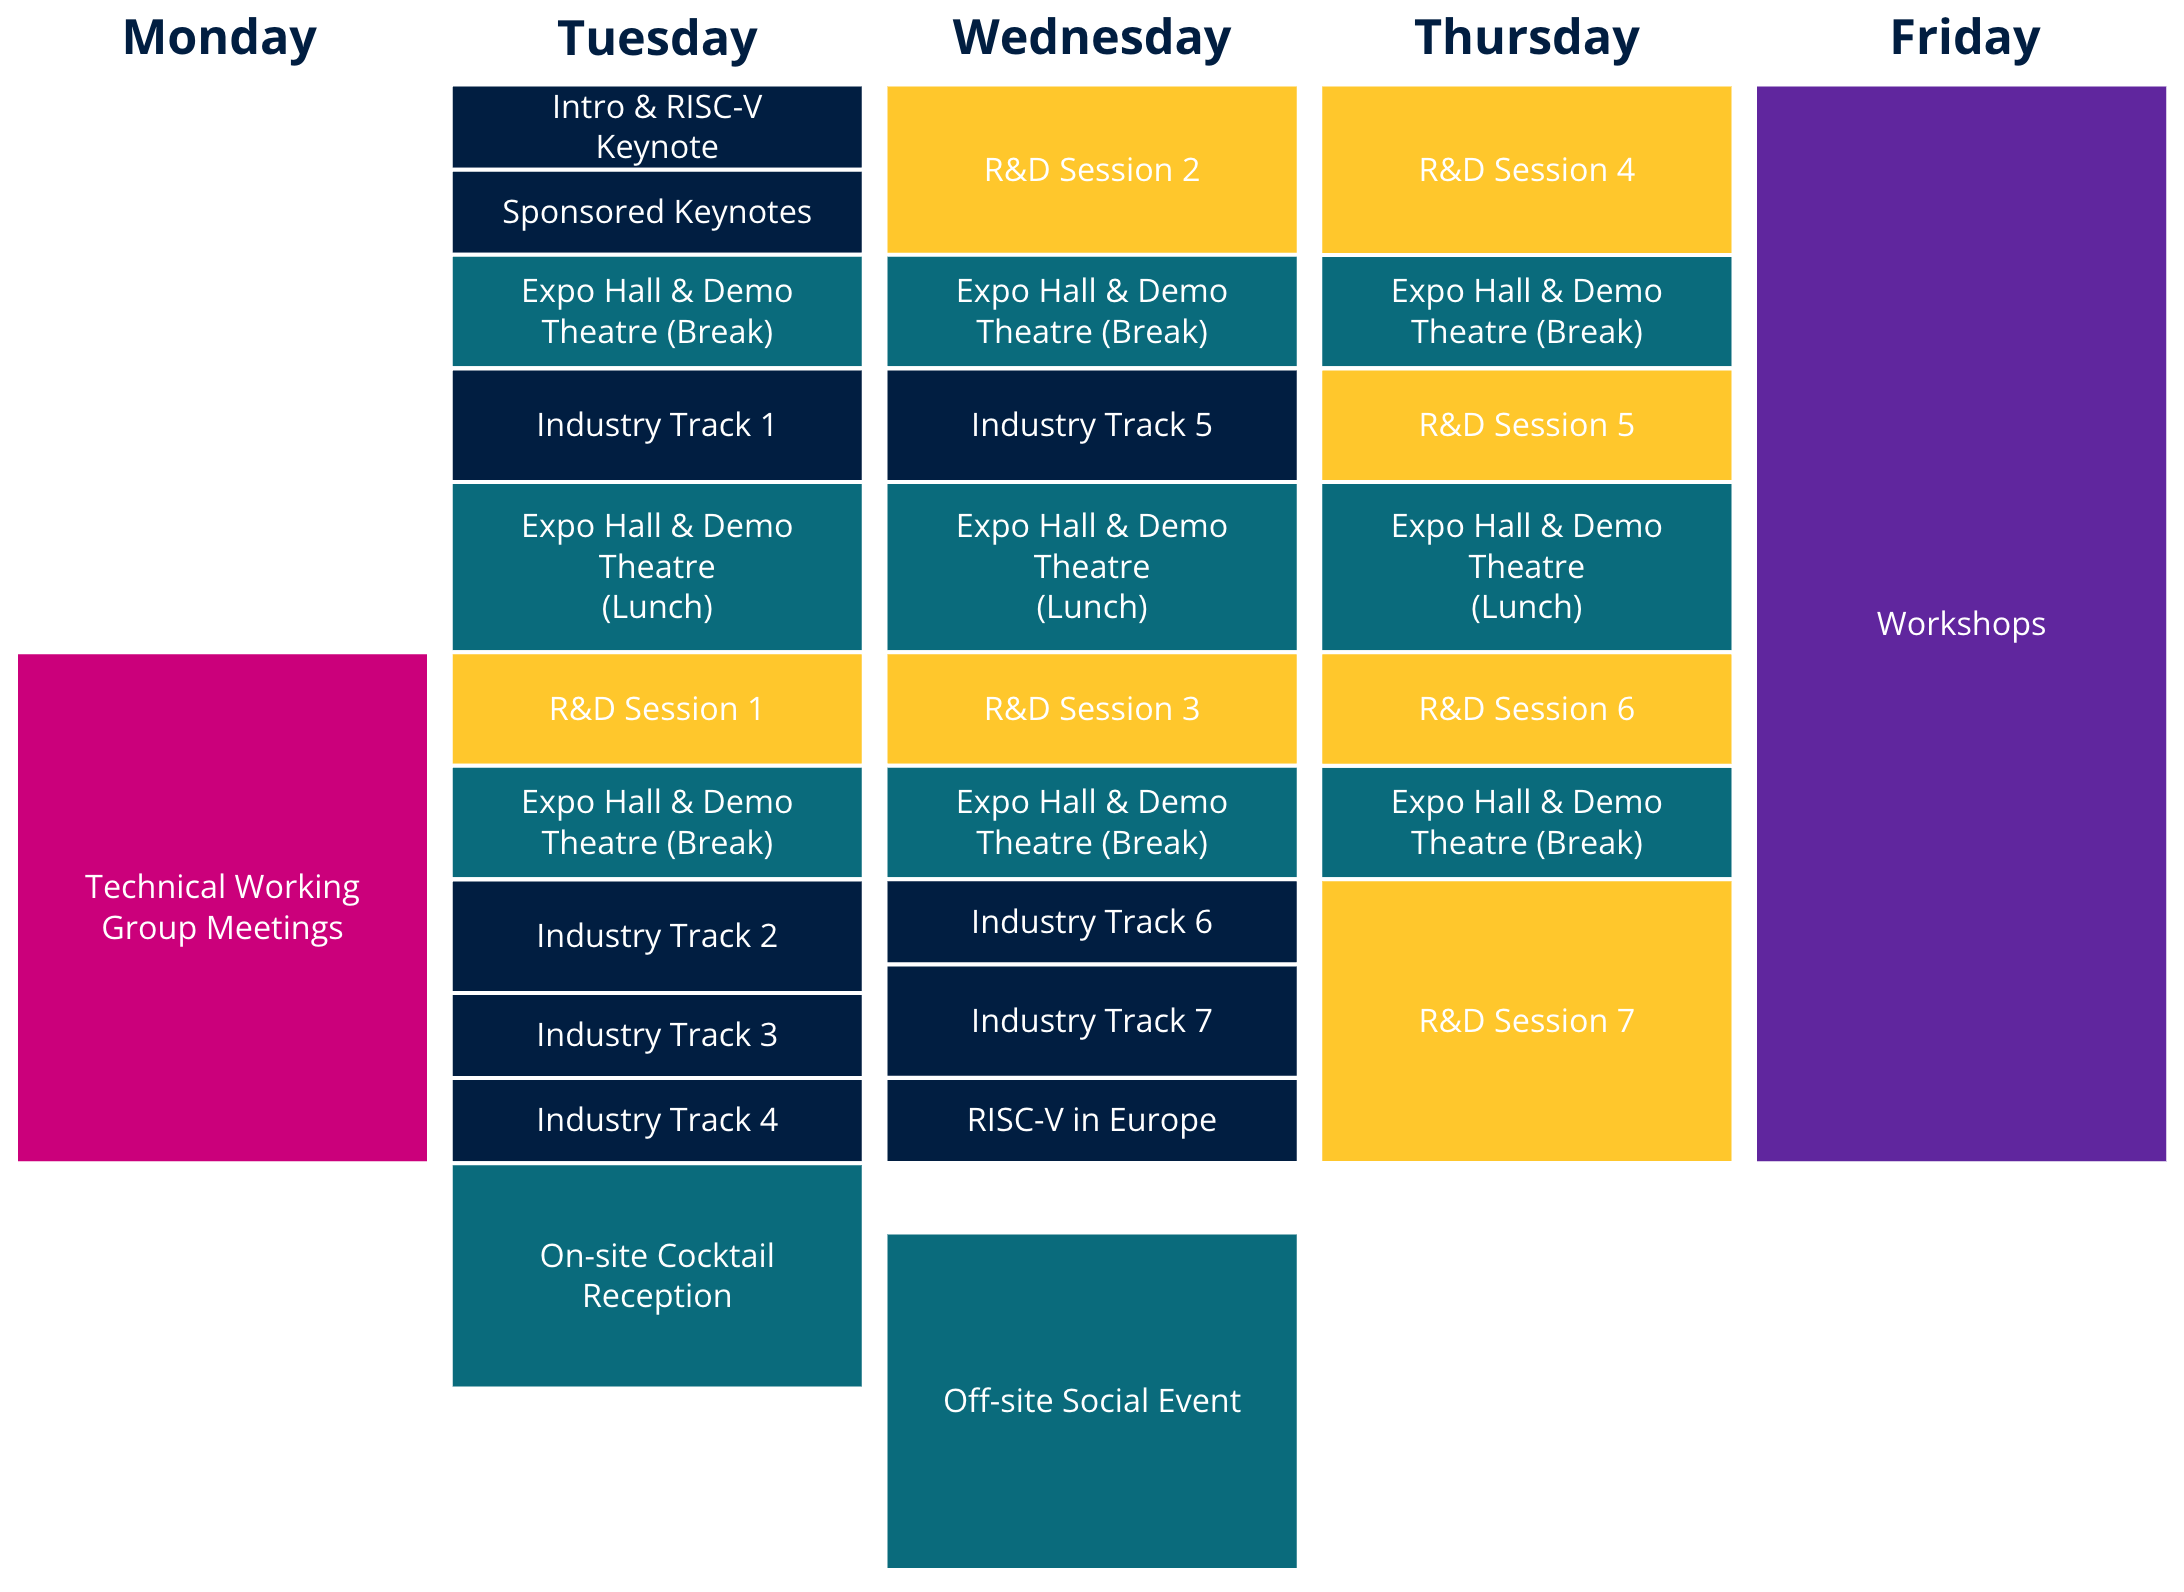 Monday
Technical Working
Group Meetings
Tuesday
Intro & RISC-V
Keynote
Sponsored Keynotes
Expo Hall & Demo
Theatre (Break)
Industry Track 1
Expo Hall & Demo
Theatre
(Lunch)
R&D Session 1
Expo Hall & Demo
Theatre (Break)
Industry Track 2
Industry Track 3
Industry Track 4
On-site Cocktail
Reception
Wednesday
R&D Session 2
Expo Hall & Demo
Theatre (Break)
Industry Track 5
Expo Hall & Demo
Theatre
(Lunch)
R&D Session 3
Expo Hall & Demo
Theatre (Break)
Industry Track 6
Industry Track 7
RISC-V in Europe
Off-site Social Event
Thursday
R&D Session 4
Expo Hall & Demo
Theatre (Break)
R&D Session 5
Expo Hall & Demo
Theatre
(Lunch)
R&D Session 6
Expo Hall & Demo
Theatre (Break)
R&D Session 7
Friday
Workshops